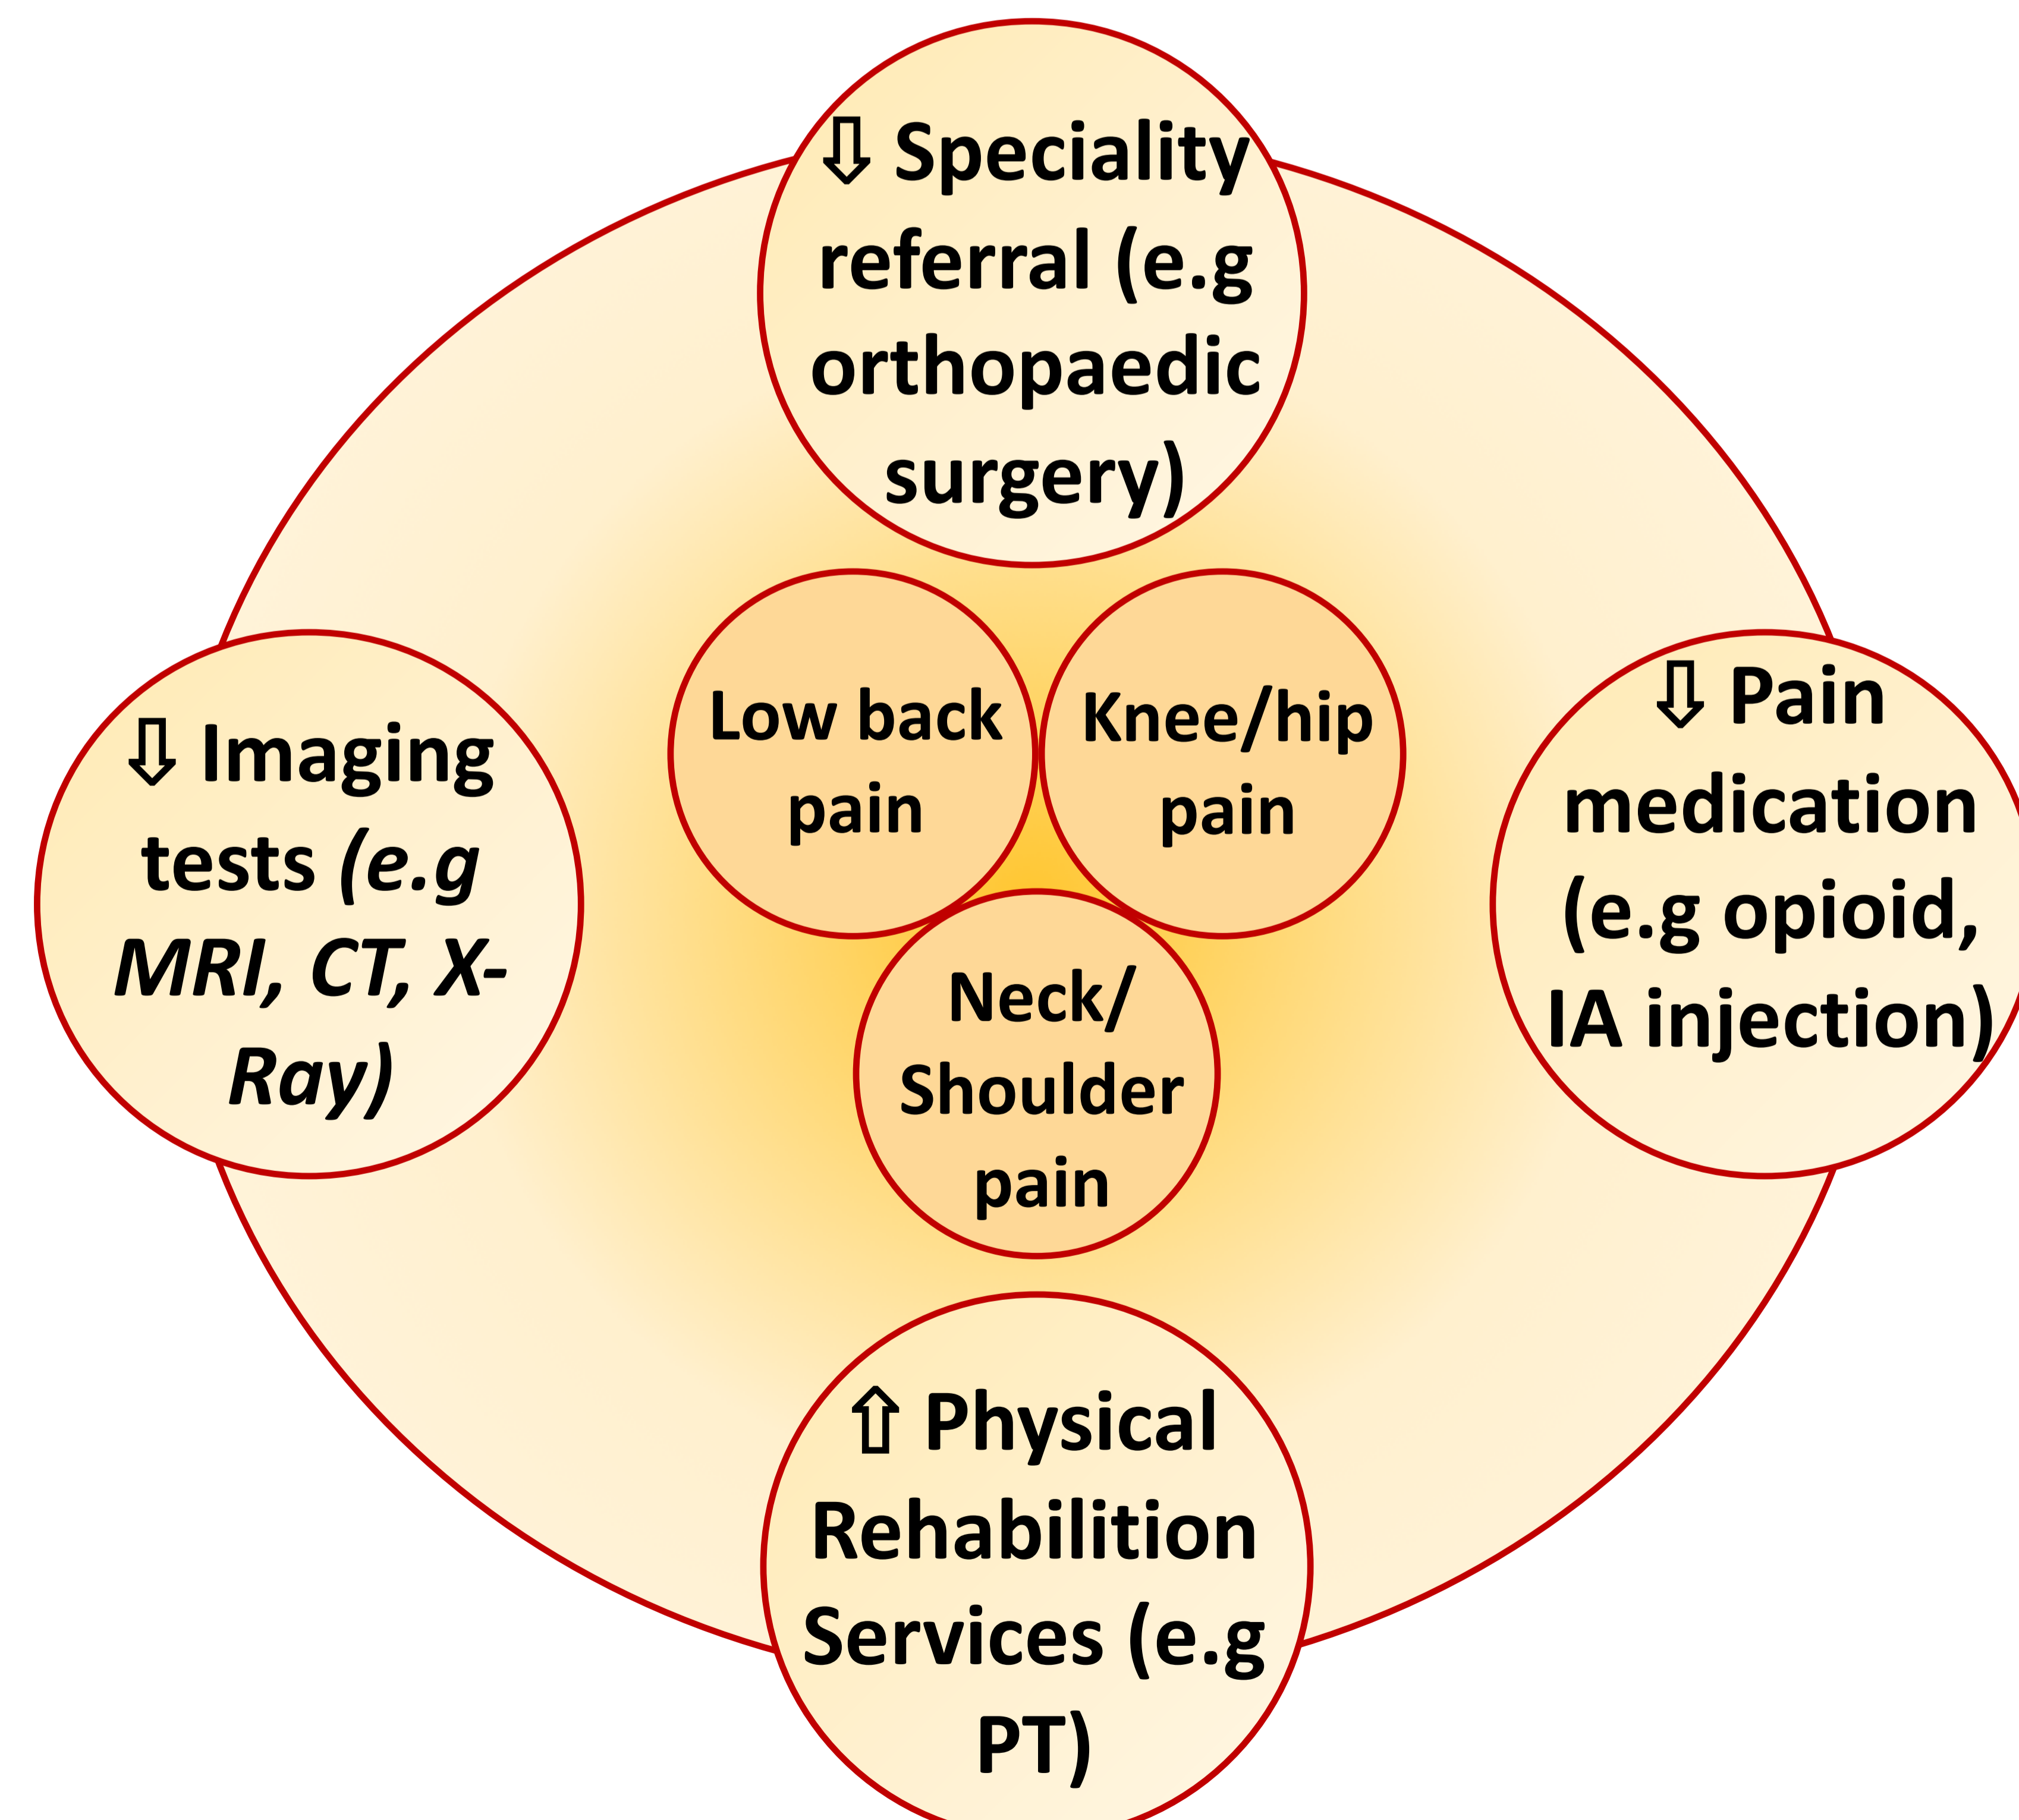 ⇩ Speciality
referral (e.g
orthopaedic
surgery)
Low back
pain
Knee/hip
pain
⇩ Imaging
tests (e.g
MRI, CT, X-
Ray)
⇩ Pain
medication
(e.g opioid,
IA injection)
Neck/
Shoulder
pain
⇧ Physical
Rehabilition
Services (e.g
PT)